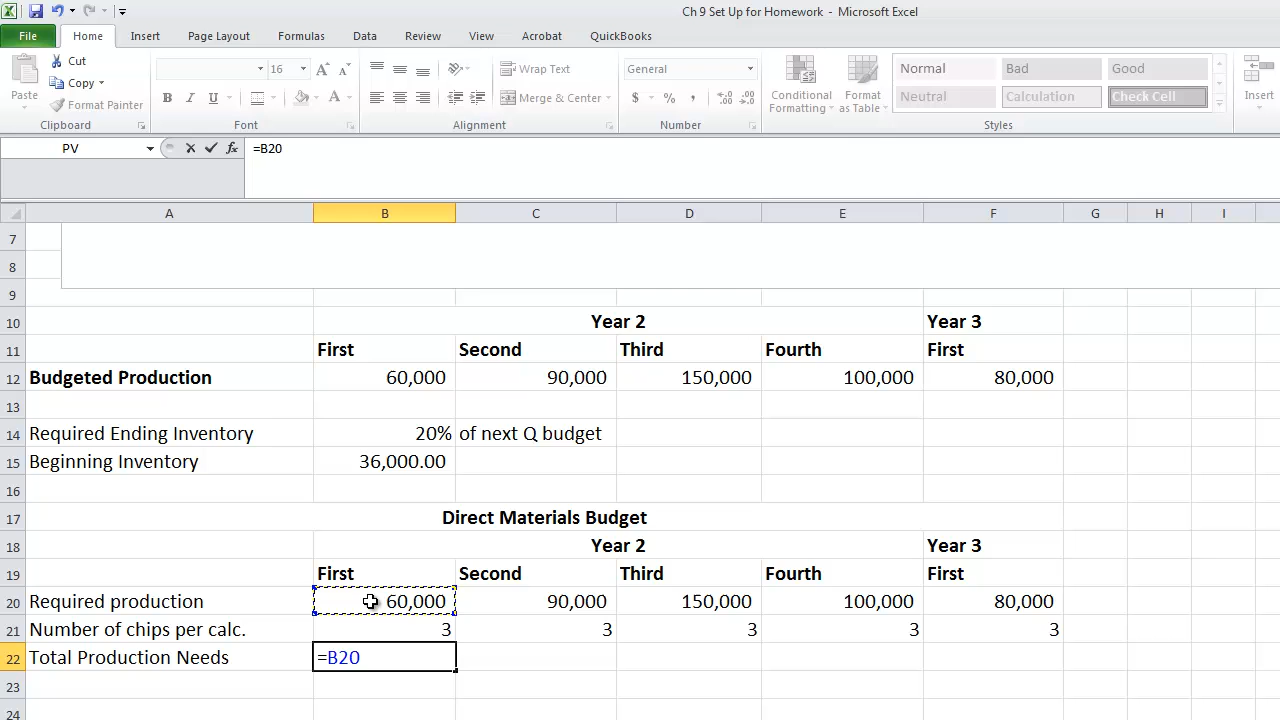 Ch 9 Set Up for Homework - Microsoft Excel
File Home Insert Page Layout Formulas Data Review View Acrobat QuickBooks
Paste Cut Copy Format Painter
16 A A B I U A
Wrap Text Merge & Center
General $ % ,
Conditional Formatting Format as Table
Normal Bad Good
Neutral Calculation Check Cell
Insert
Clipboard Font Alignment Number Styles
PV fx =B20
A B C D E F G H I
7
8
9
10 Year 2 Year 3
11 First Second Third Fourth First
12 Budgeted Production 60,000 90,000 150,000 100,000 80,000
13
14 Required Ending Inventory 20% of next Q budget
15 Beginning Inventory 36,000.00
16
17 Direct Materials Budget
18 Year 2 Year 3
19 First Second Third Fourth First
20 Required production 60,000 90,000 150,000 100,000 80,000
21 Number of chips per calc. 3 3 3 3 3
22 Total Production Needs =B20
23
24